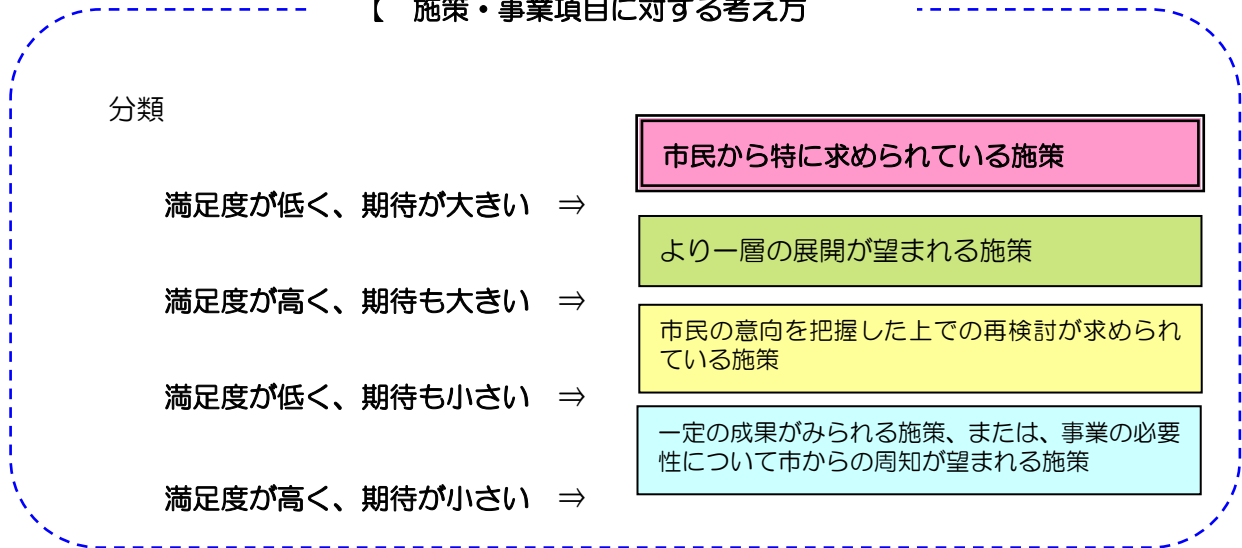 【　施策・事業項目に対する考え方
分類
市民から特に求められている施策
満足度が低く、期待が大きい　⇒
より一層の展開が望まれる施策
満足度が高く、期待も大きい　⇒
市民の意向を把握した上での再検討が求められ
ている施策
満足度が低く、期待も小さい　⇒
一定の成果がみられる施策、または、事業の必要
性について市からの周知が望まれる施策
満足度が高く、期待が小さい　⇒